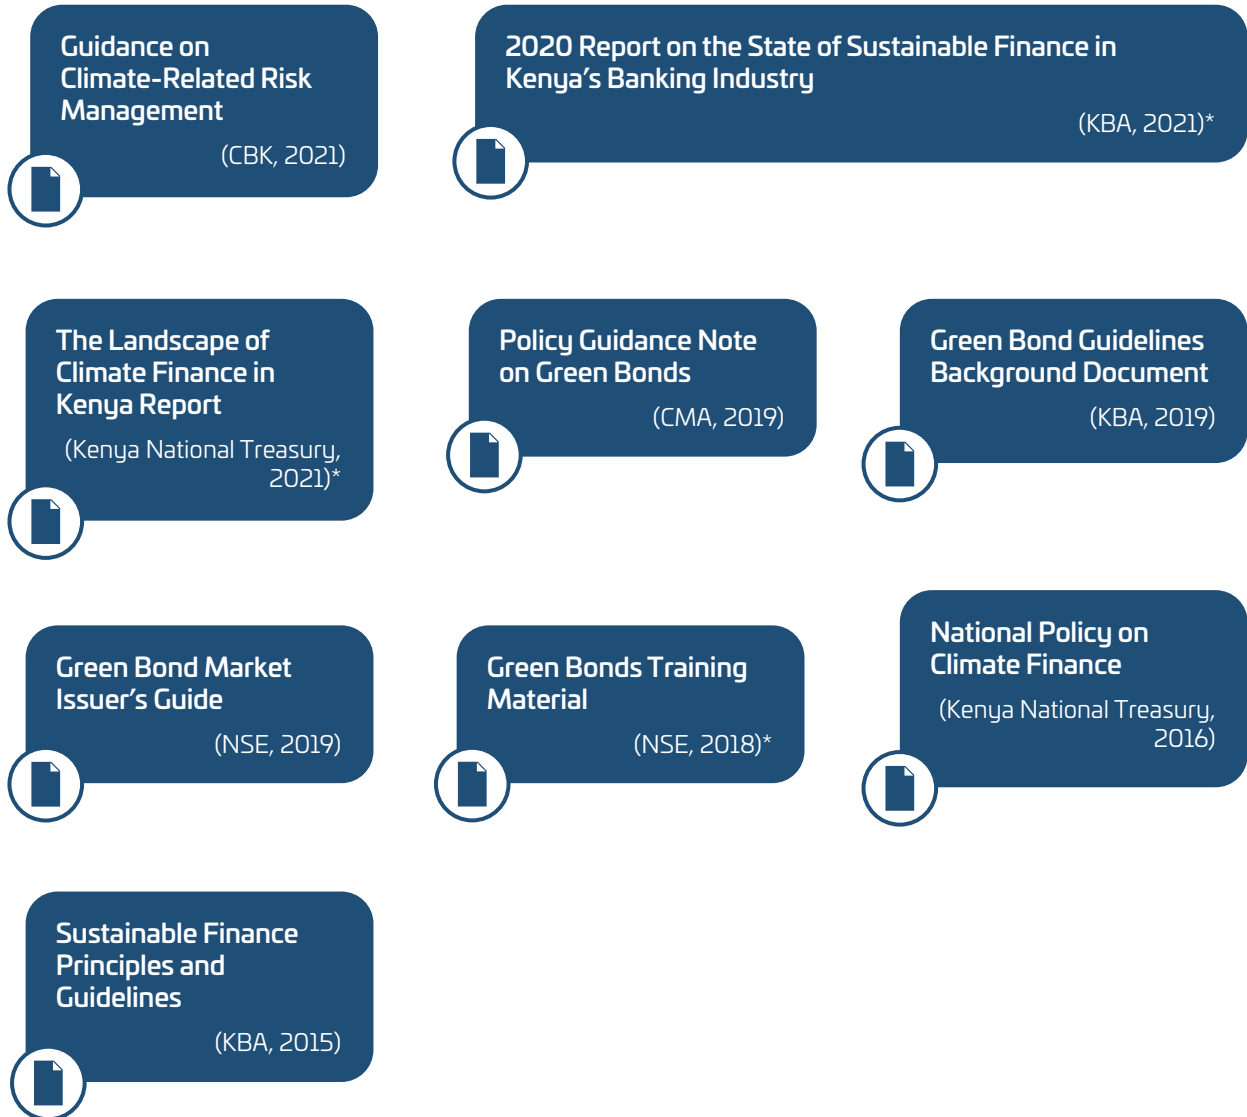 Guidance on
Climate-Related Risk
Management
(CBK, 2021)
2020 Report on the State of Sustainable Finance in
Kenya's Banking Industry
(KBA, 2021)*
The Landscape of
Climate Finance in
Kenya Report
(Kenya National Treasury,
2021)*
Policy Guidance Note
on Green Bonds
(CMA, 2019)
Green Bond Guidelines
Background Document
(KBA, 2019)
Green Bond Market
Issuer's Guide
(NSE, 2019)
Green Bonds Training
Material
(NSE, 2018)*
National Policy on
Climate Finance
(Kenya National Treasury,
2016)
Sustainable Finance
Principles and
Guidelines
(KBA, 2015)